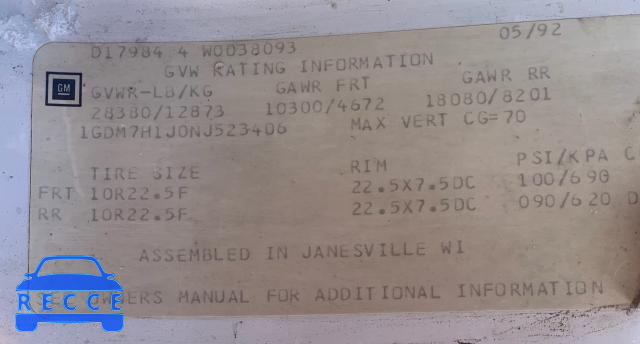 D17984 4 W0038093 05/92
GVW RATING INFORMATION
GM
GVWR-LB/KG GAWR FRT GAWR RR
28380/12873 10300/4672 18080/8201
1GDM7H1J0NJ523406 MAX VERT CG=70
TIRE SIZE RIM PSI/KPA C
FRT 10R22.5F 22.5X7.5DC 100/690
RR 10R22.5F 22.5X7.5DC 090/620 D
ASSEMBLED IN JANESVILLE WI
MANUAL FOR ADDITIONAL INFORMATION
RECCE